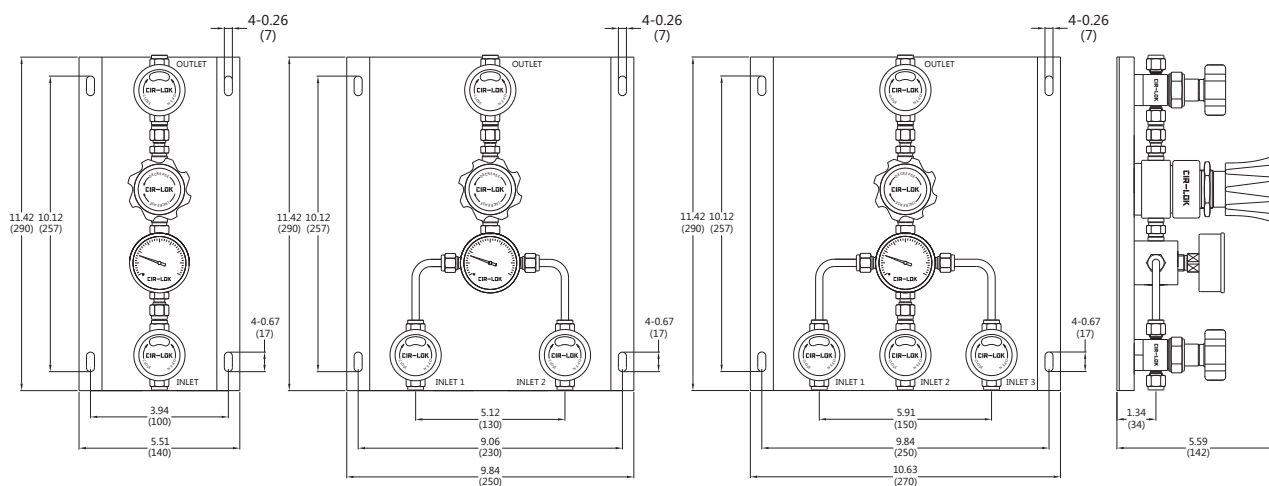 4-0.26
(7)
OUTLET
CIR-LOK
CIR-LOK
11.42
(290)
10.12
(257)
CIR-LOK
CIR-LOK
INLET
3.94
(100)
5.51
(140)
4-0.26
(7)
OUTLET
CIR-LOK
DECREASE
CIR-LOK
INCREASE
11.42
(290)
10.12
(257)
CIR-LOK
4-0.67
(17)
CIR-LOK
CIR-LOK
INLET 1
INLET 2
5.12
(130)
9.06
(230)
9.84
(250)
4-0.26
(7)
OUTLET
CIR-LOK
CIR-LOK
11.42
(290)
10.12
(257)
CIR-LOK
4-0.67
(17)
CIR-LOK
CIR-LOK
CIR-LOK
INLET 1
INLET 2
INLET 3
5.91
(150)
9.84
(250)
10.63
(270)
CIR-LOK
CIR-LOK
CIR-LOK
1.34
(34)
5.59
(142)